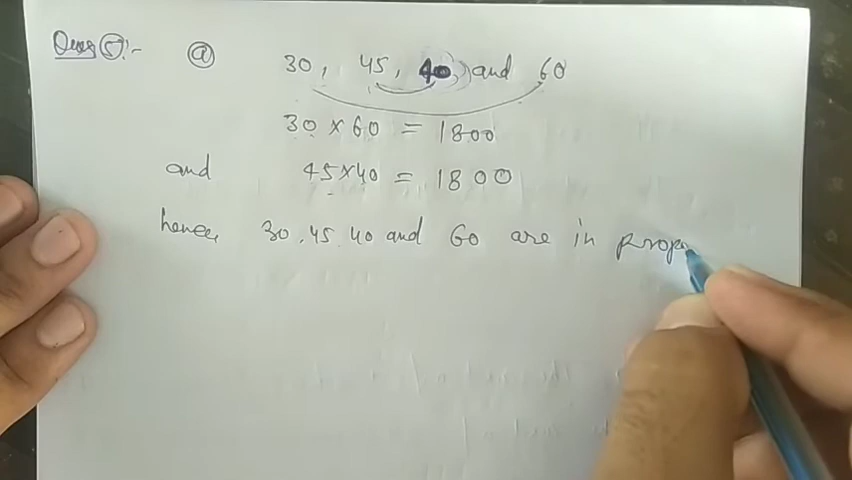 Ques 5:- (a) 30, 45, 40, and 60
30 × 60 = 1800
and 45×40 = 1800
hence, 30, 45, 40 and 60 are in propo